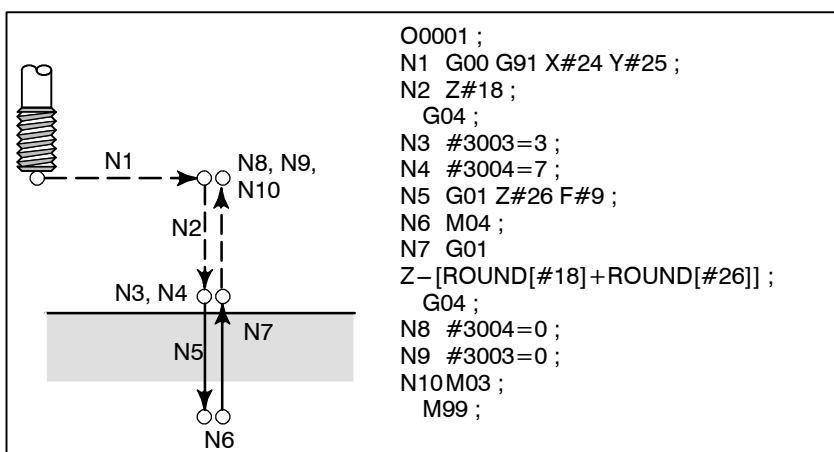 O0001 ;
N1 G00 G91 X#24 Y#25 ;
N2 Z#18 ;
G04 ;
N3 #3003=3 ;
N4 #3004=7 ;
N5 G01 Z#26 F#9 ;
N6 M04 ;
N7 G01
Z−[ROUND[#18]+ROUND[#26]] ;
G04 ;
N8 #3004=0 ;
N9 #3003=0 ;
N10M03 ;
M99 ;
N1
N8, N9,
N10
N2
N3, N4
N7
N5
N6